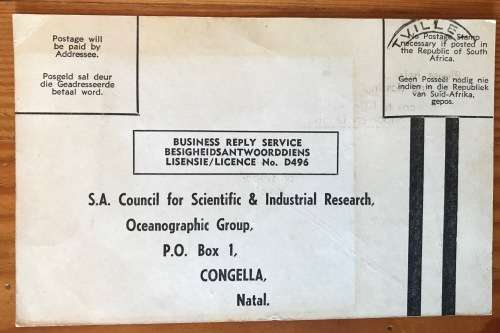 Postage will
be paid by
Addressee.
Posgeld sal deur
die Geadresseerde
betaal word.
VILLE
Postage Stamp
necessary if posted in
the Republic of South
Africa.
Geen Posseël nodig nie
indien in die Republiek
van Suid-Afrika,
gepos.
BUSINESS REPLY SERVICE
BESIGHEIDSANTWOORDDIENS
LISENSIE/LICENCE No. D496
S.A. Council for Scientific & Industrial Research,
Oceanographic Group,
P.O. Box 1,
CONGELLA,
Natal.